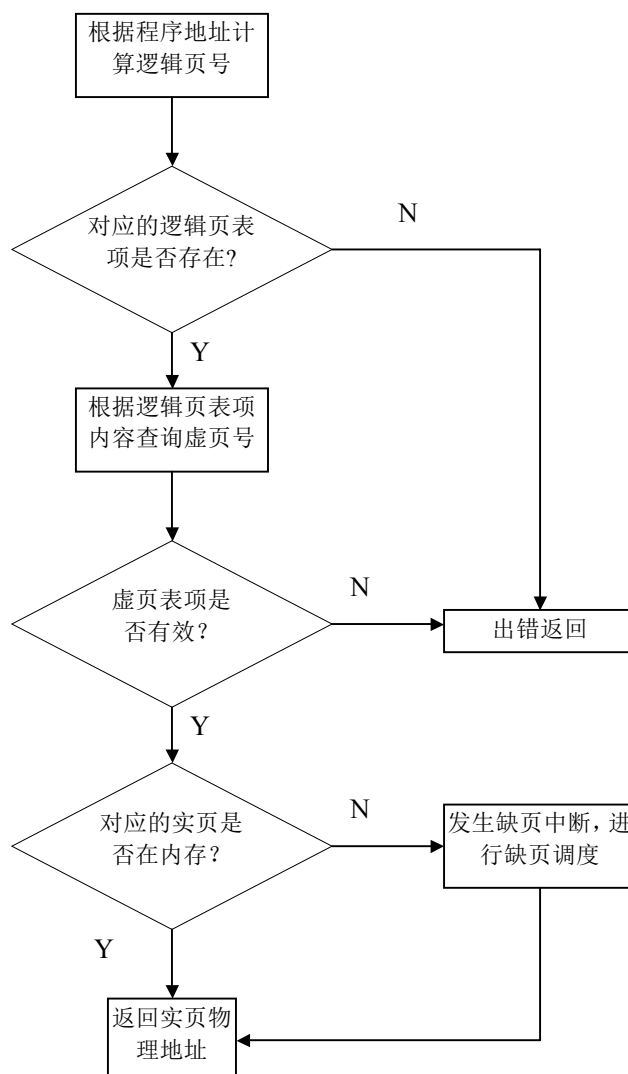 根据程序地址计
算逻辑页号
对应的逻辑页表
项是否存在?
N
Y
根据逻辑页表项
内容查询虚页号
虚页表项是
否有效？
N
出错返回
Y
对应的实页是
否在内存？
N
发生缺页中断，进
行缺页调度
Y
返回实页物
理地址